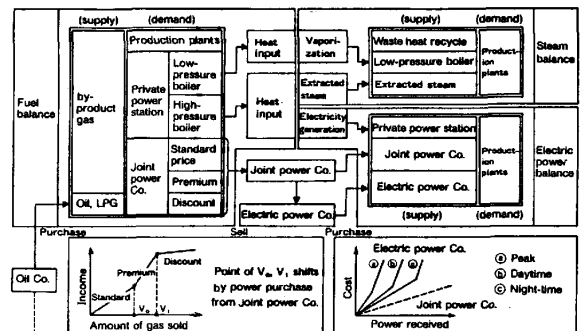 (supply) (demand)
Production plants
Fuel balance
by-product gas
Oil, LPG
Private power station
Low-pressure boiler
High-pressure boiler
Joint power Co.
Standard price
Premium
Discount
Heat input
Heat input
Vaporization
Extracted steam
Electricity generation
(supply) (demand)
Waste heat recycle
Low-pressure boiler
Extracted steam
Production plants
Steam balance
Private power station
Joint power Co.
Electric power Co.
Production plants
(supply) (demand)
Electric power balance
Joint power Co.
Electric power Co.
Purchase
Sell
Purchase
Oil Co.
Income
Standard
Premium
Discount
V₀ V₁
Amount of gas sold
Point of V₀, V₁ shifts
by power purchase
from joint power Co.
Electric power Co.
ⓐ ⓑ ⓒ
Cost
Joint power Co.
Power received
ⓐ Peak
ⓑ Daytime
ⓒ Night-time